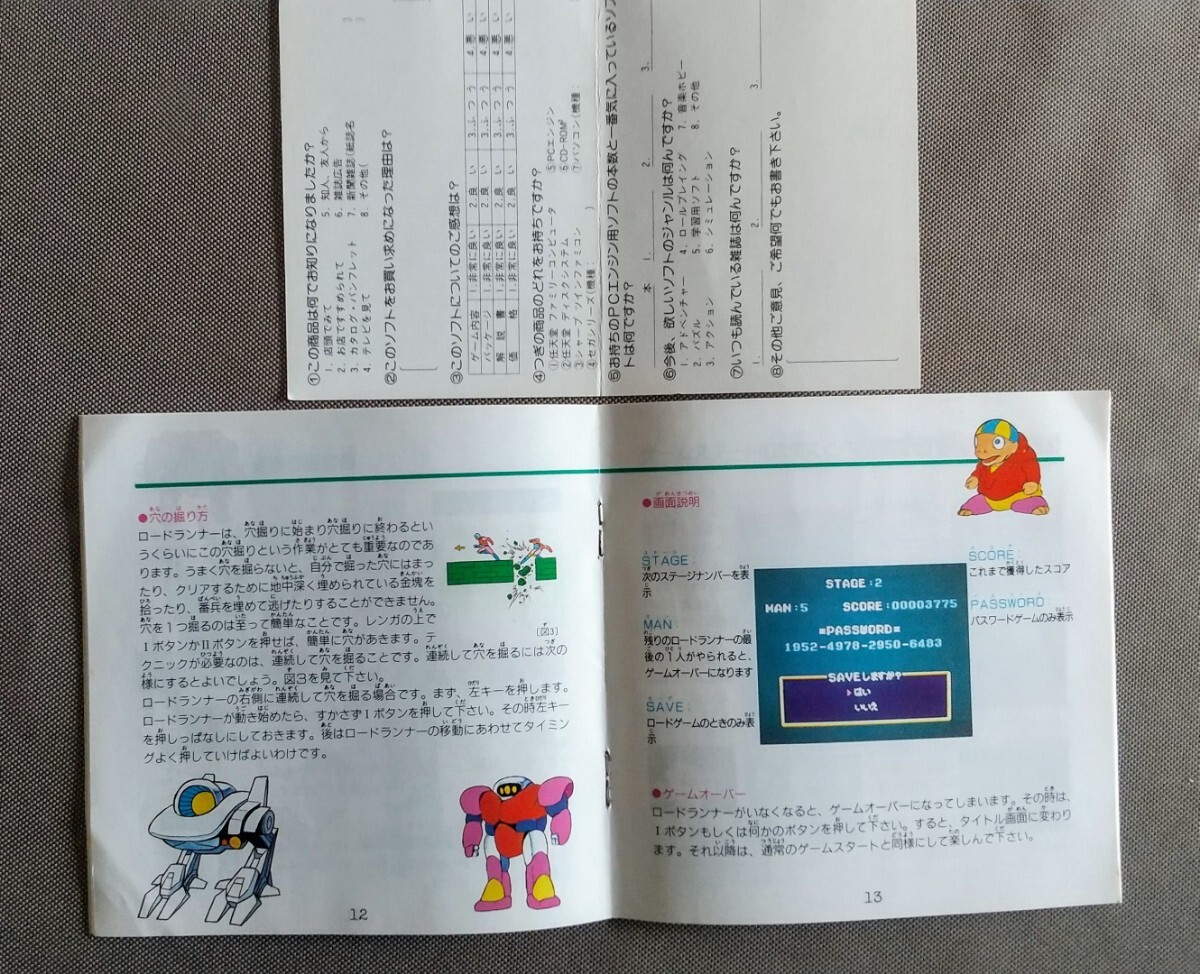 ①この商品は何でお知りになりましたか?
1. 店頭でみて 5. 知人、友人から
2. お店ですすめられて 6. 雑誌広告
3. カタログ・パンフレット 7. 新聞雑誌(紙誌名
4. テレビを見て 8. その他(
②このソフトをお買い求めになった理由は?
③このソフトについてのご感想は?
ゲーム内容 1.非常に良い 2.良い 3.ふつう 4.悪い
パッケージ 1.非常に良い 2.良い 3.ふつう 4.悪い
解説書 1.非常に良い 2.良い 3.ふつう 4.悪い
価格 1.非常に良い 2.良い 3.ふつう 4.悪い
④つぎの商品のどれをお持ちですか?
①任天堂 ファミリーコンピュータ ⑤PCエンジン
②任天堂 ディスクシステム ⑥CD-ROM²
③シャープ ツインファミコン ⑦パソコン(機種:
④セガシリーズ(機種: )
⑤お持ちのPCエンジン用ソフトの本数と一番気に入っているソフ
トは何ですか?
本 1. 2. 3.
⑥今後、欲しいソフトのジャンルは何んですか?
1. アドベンチャー 4. ロールプレイング 7. 音楽ホビー
2. パズル 5. 学習用ソフト 8. その他
3. アクション 6. シミュレーション
⑦いつも読んでいる雑誌は何んですか?
1. 2. 3.
⑧その他ご意見、ご希望何でもお書き下さい。
●穴の掘り方
ロードランナーは、穴掘りに始まり穴掘りに終わるとい
うくらいにこの穴掘りという作業がとても重要なのであ
ります。うまく穴を掘らないと、自分で掘った穴にはまっ
たり、クリアするために地中深く埋められている金塊を
拾ったり、番兵を埋めて逃げたりすることができません。
穴を1つ掘るのは至って簡単なことです。レンガの上で
IボタンかIIボタンを押せば、簡単に穴があきます。テ
クニックが必要なのは、連続して穴を掘ることです。連続して穴を掘るには次の
様にするとよいでしょう。図3を見て下さい。
ロードランナーの右側に連続して穴を掘る場合です。まず、左キーを押します。
ロードランナーが動き始めたら、すかさずIボタンを押して下さい。その時左キー
を押しっぱなしにしておきます。後はロードランナーの移動にあわせてタイミン
グよく押していけばよいわけです。
[図3]
12
●画面説明
STAGE:
次のステージナンバーを表
示
MAN:
残りのロードランナーの最
後の1人がやられると、
ゲームオーバーになります
SAVE:
ロードゲームのときのみ表
示
STAGE:2
MAN:5 SCORE:00003775
=PASSWORD=
1952-4978-2950-6483
SAVEしますか?
はい
いいえ
SCORE:
これまで獲得したスコア
PASSWORD
パスワードゲームのみ表示
●ゲームオーバー
ロードランナーがいなくなると、ゲームオーバーになってしまいます。その時は、
Iボタンもしくは何かのボタンを押して下さい。すると、タイトル画面に変わり
ます。それ以降は、通常のゲームスタートと同様にして楽しんで下さい。
13